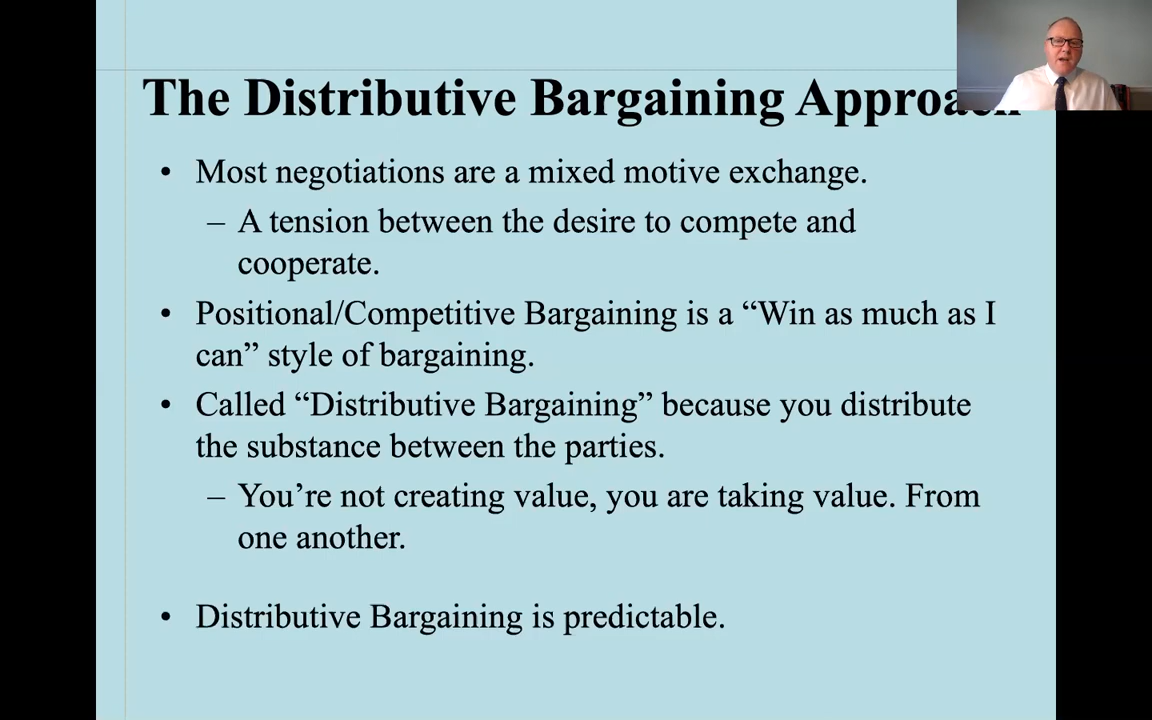 The Distributive Bargaining Approach
• Most negotiations are a mixed motive exchange.
– A tension between the desire to compete and
cooperate.
• Positional/Competitive Bargaining is a “Win as much as I
can” style of bargaining.
• Called “Distributive Bargaining” because you distribute
the substance between the parties.
– You’re not creating value, you are taking value. From
one another.
• Distributive Bargaining is predictable.